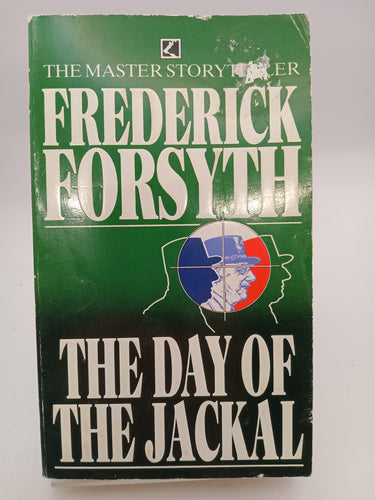 THE MASTER STORYTELLER
FREDERICK
FORSYTH
THE DAY OF
THE JACKAL